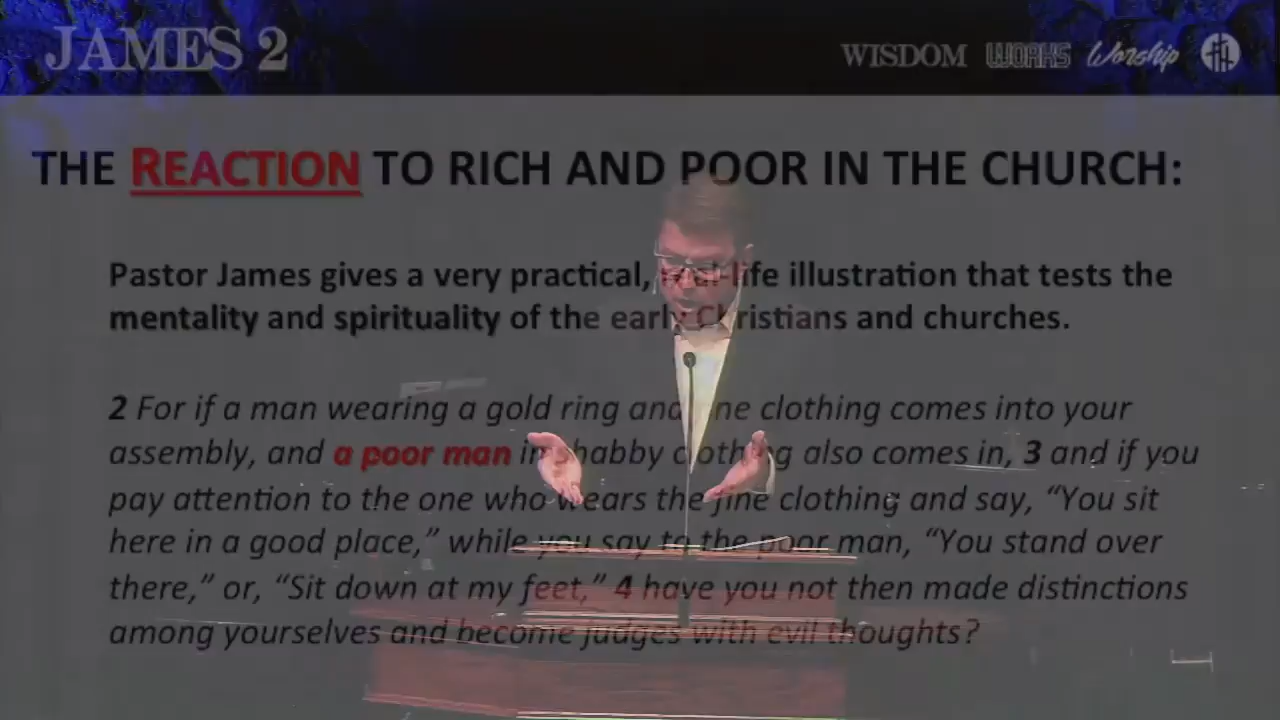 JAMES 2
WISDOM WORKS Worship
THE REACTION TO RICH AND POOR IN THE CHURCH:
Pastor James gives a very practical, real-life illustration that tests the
mentality and spirituality of the early Christians and churches.
2 For if a man wearing a gold ring and fine clothing comes into your
assembly, and a poor man in shabby clothing also comes in, 3 and if you
pay attention to the one who wears the fine clothing and say, “You sit
here in a good place,” while you say to the poor man, “You stand over
there,” or, “Sit down at my feet,” 4 have you not then made distinctions
among yourselves and become judges with evil thoughts?